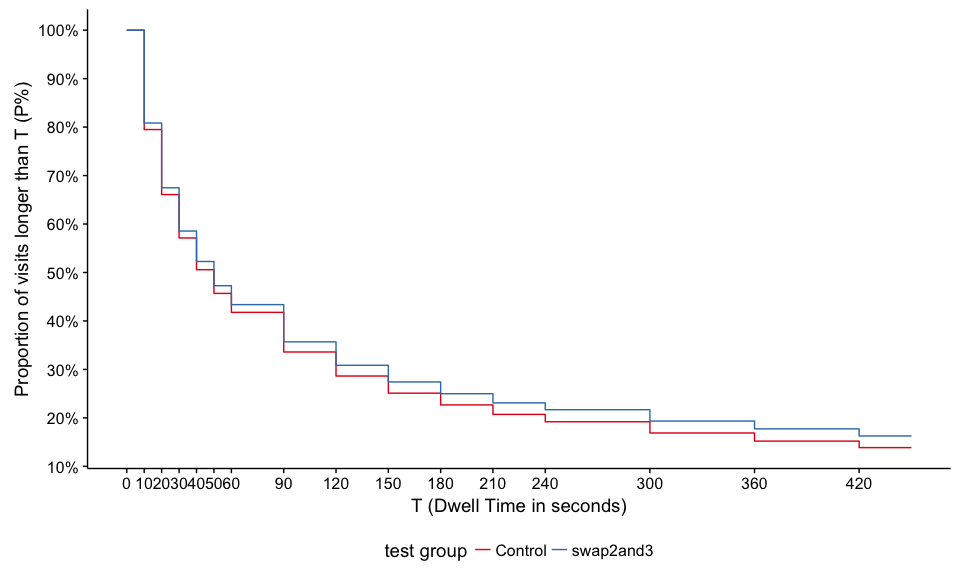 Proportion of visits longer than T (P%)
100%
90%
80%
70%
60%
50%
40%
30%
20%
10%
0 10 20 30 40 50 60 90 120 150 180 210 240 300 360 420
T (Dwell Time in seconds)
test group Control swap2and3